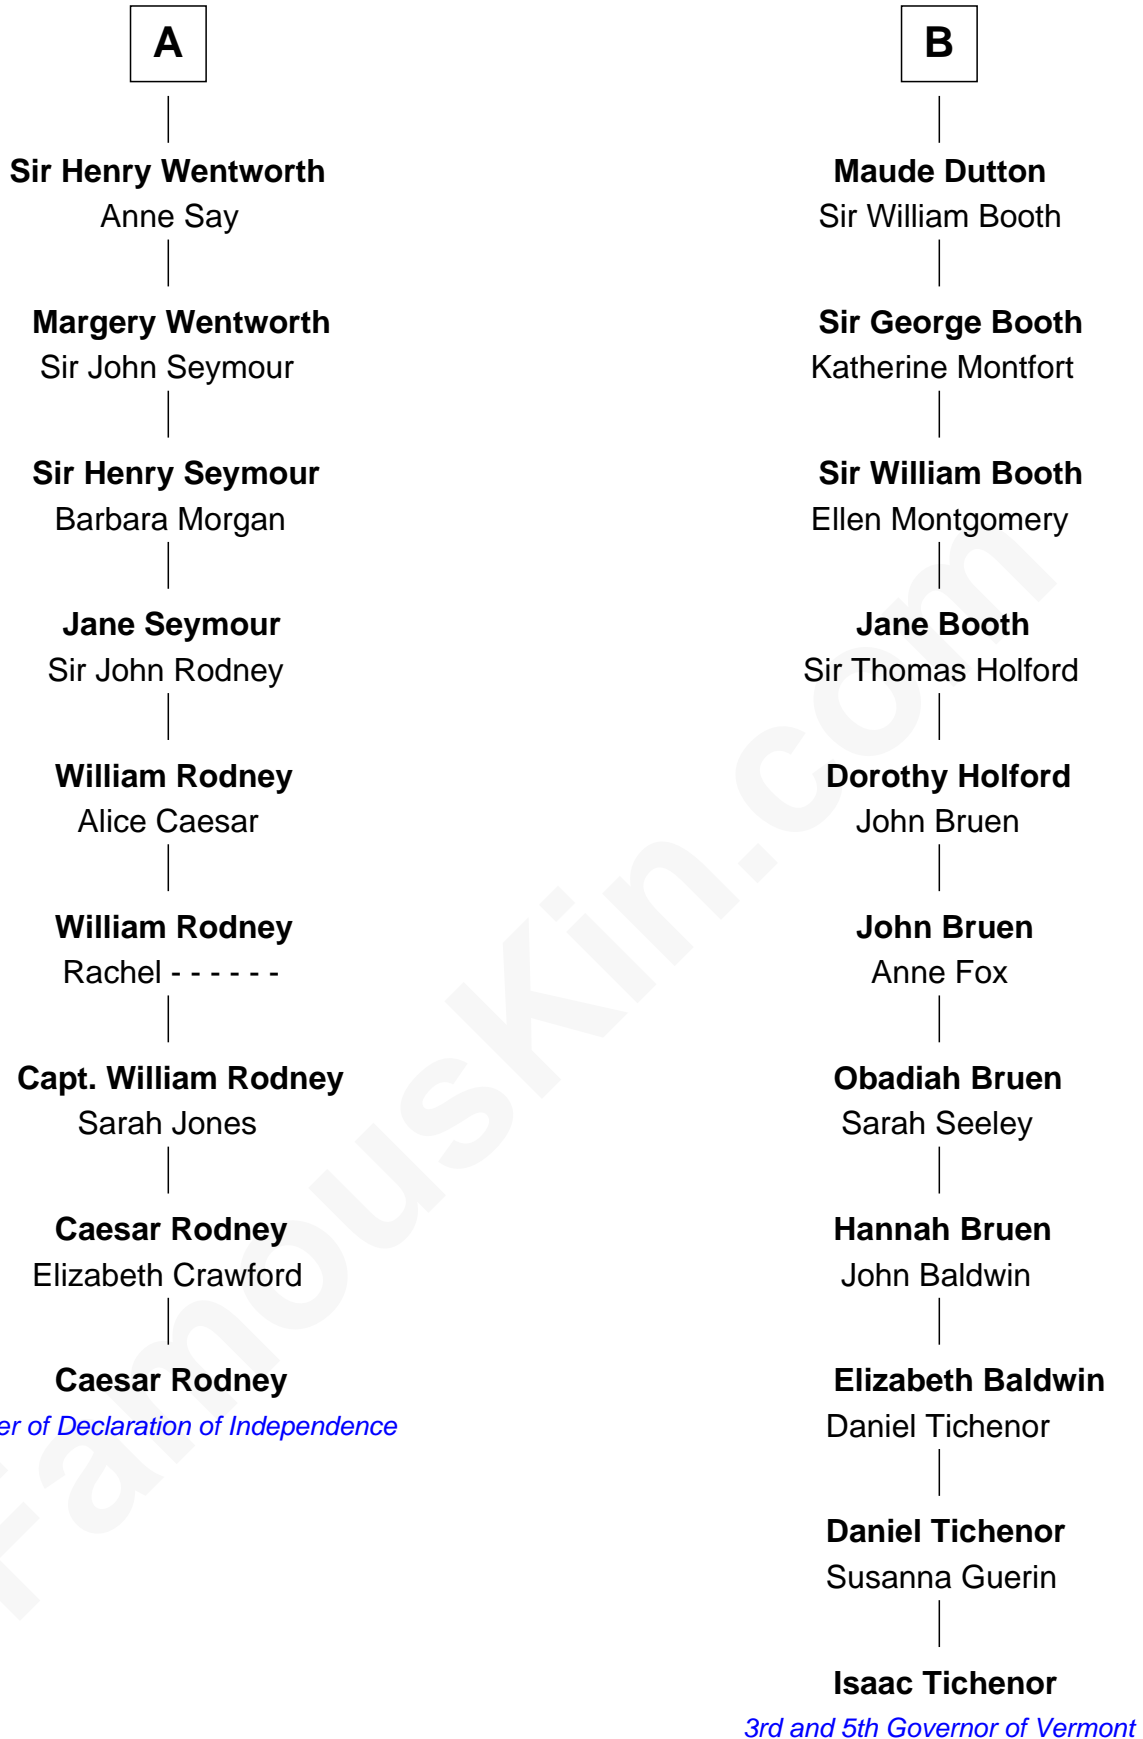 A
Sir Henry Wentworth
Anne Say
Margery Wentworth
Sir John Seymour
Sir Henry Seymour
Barbara Morgan
Jane Seymour
Sir John Rodney
William Rodney
Alice Caesar
William Rodney
Rachel - - - - - -
Capt. William Rodney
Sarah Jones
Caesar Rodney
Elizabeth Crawford
Caesar Rodney
er of Declaration of Independence
B
Maude Dutton
Sir William Booth
Sir George Booth
Katherine Montfort
Sir William Booth
Ellen Montgomery
Jane Booth
Sir Thomas Holford
Dorothy Holford
John Bruen
John Bruen
Anne Fox
Obadiah Bruen
Sarah Seeley
Hannah Bruen
John Baldwin
Elizabeth Baldwin
Daniel Tichenor
Daniel Tichenor
Susanna Guerin
Isaac Tichenor
3rd and 5th Governor of Vermont
FamousKin.com